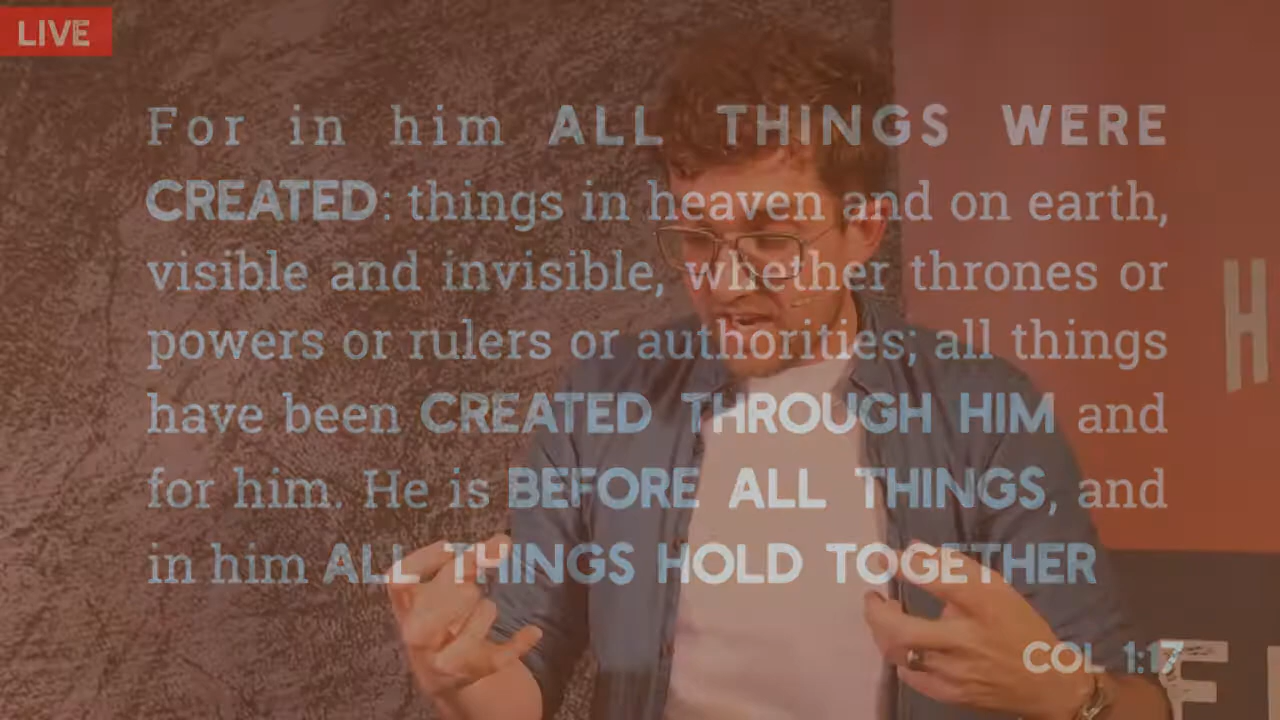 LIVE
For in him ALL THINGS WERE
CREATED: things in heaven and on earth,
visible and invisible, whether thrones or
powers or rulers or authorities; all things
have been CREATED THROUGH HIM and
for him. He is BEFORE ALL THINGS, and
in him ALL THINGS HOLD TOGETHER
COL 1:17
H